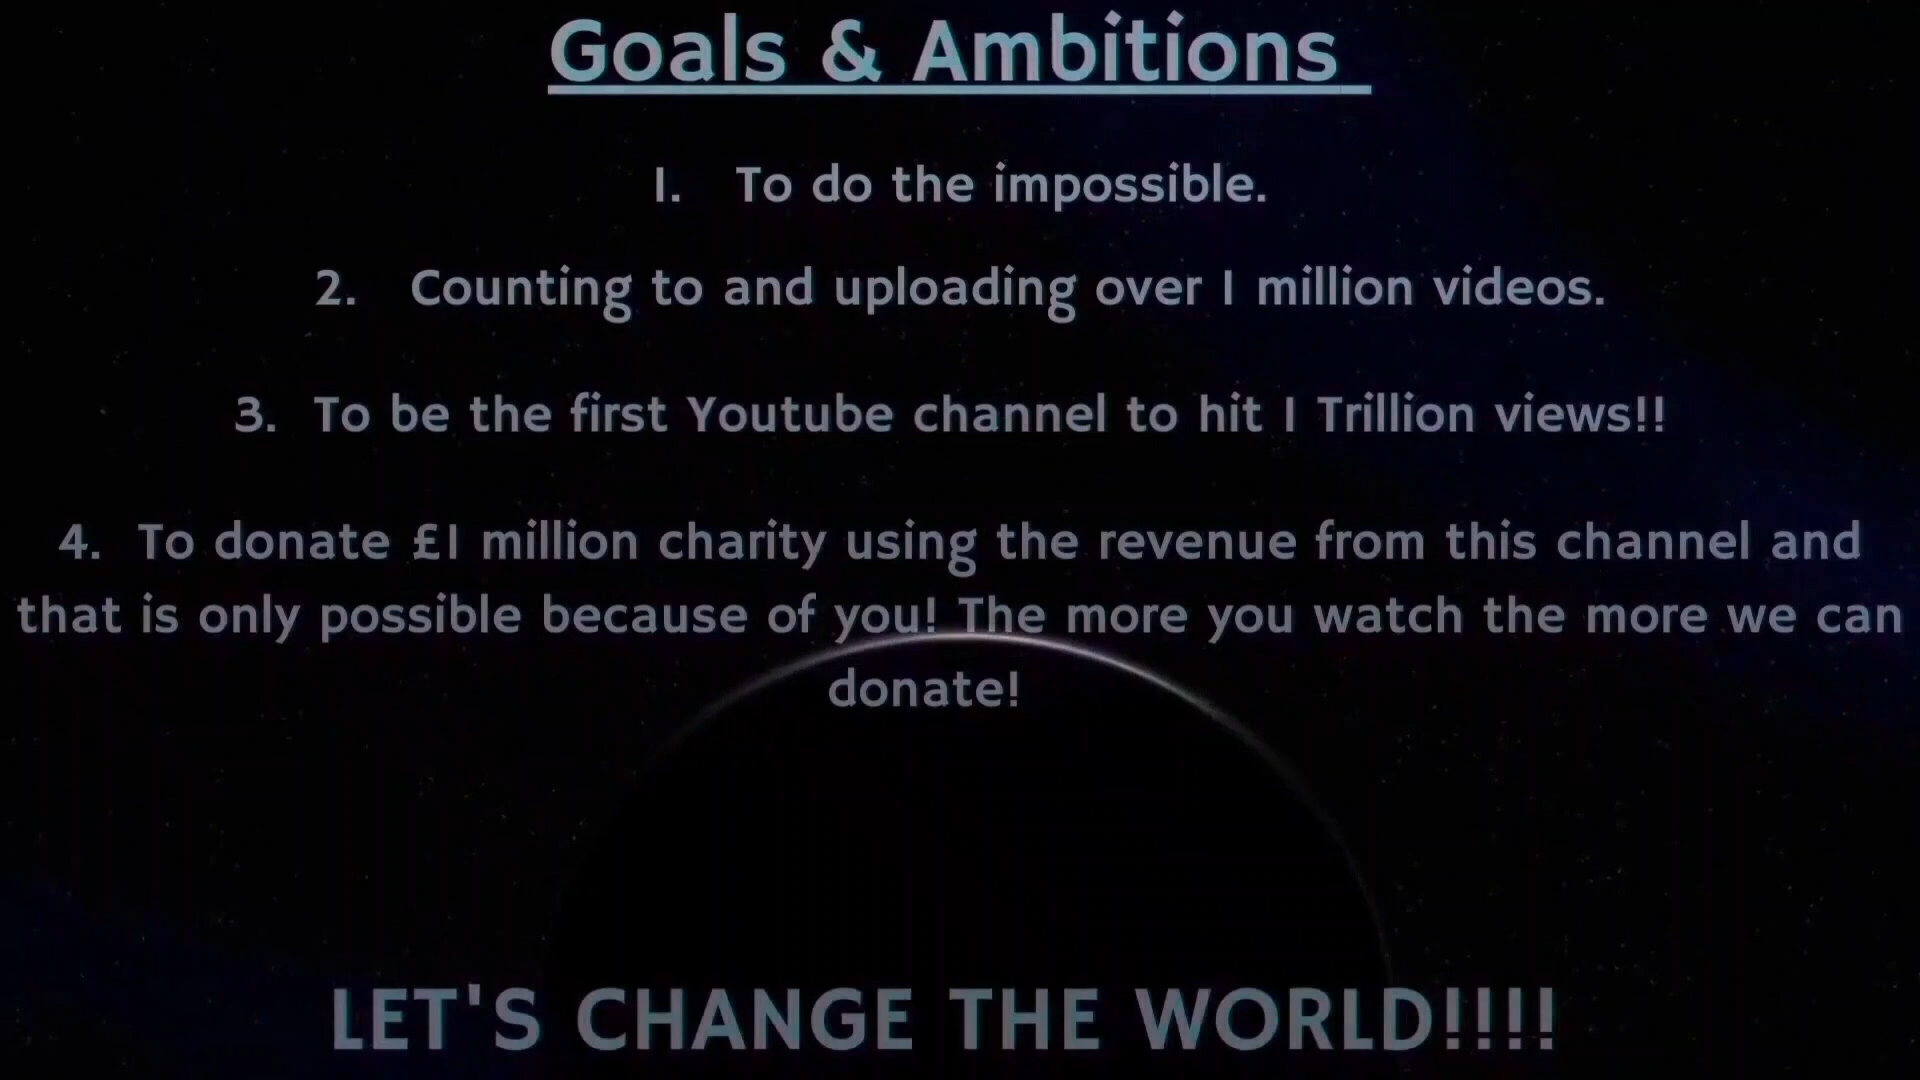 Goals & Ambitions
1. To do the impossible.
2. Counting to and uploading over 1 million videos.
3. To be the first Youtube channel to hit 1 Trillion views!!
4. To donate £1 million charity using the revenue from this channel and
that is only possible because of you! The more you watch the more we can
donate!
LET'S CHANGE THE WORLD!!!!